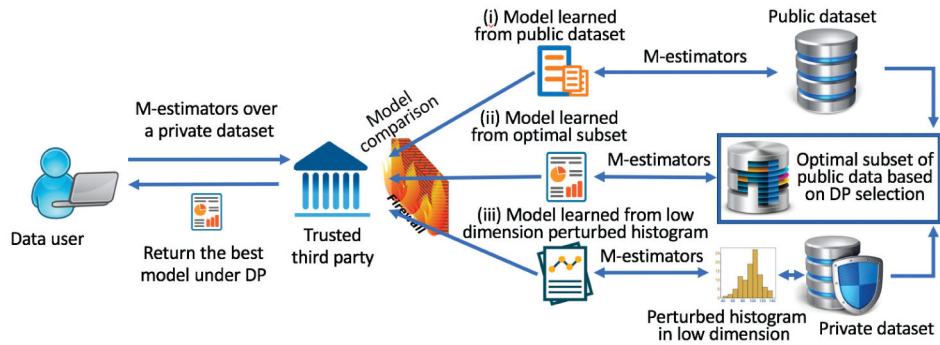 M-estimators over
a private dataset
Data user
Return the best
model under DP
Trusted
third party
Model
comparison
Firewall
(i) Model learned
from public dataset
M-estimators
Public dataset
(ii) Model learned
from optimal subset
M-estimators
Optimal subset of
public data based
on DP selection
(iii) Model learned from low
dimension perturbed histogram
M-estimators
Perturbed histogram
in low dimension
Private dataset